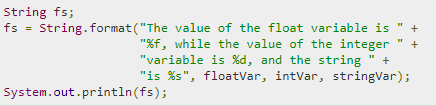 String fs;
fs = String.format("The value of the float variable is " +
"%f, while the value of the integer " +
"variable is %d, and the string " +
"is %s", floatVar, intVar, stringVar);
System.out.println(fs);